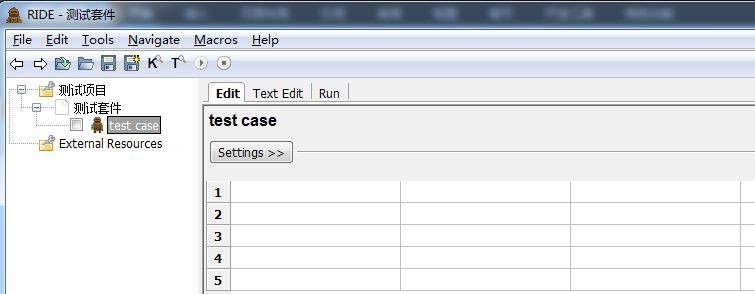 RIDE - 测试套件
File Edit Tools Navigate Macros Help
K T
测试项目
测试套件
test case
External Resources
Edit Text Edit Run
test case
Settings >>
1
2
3
4
5